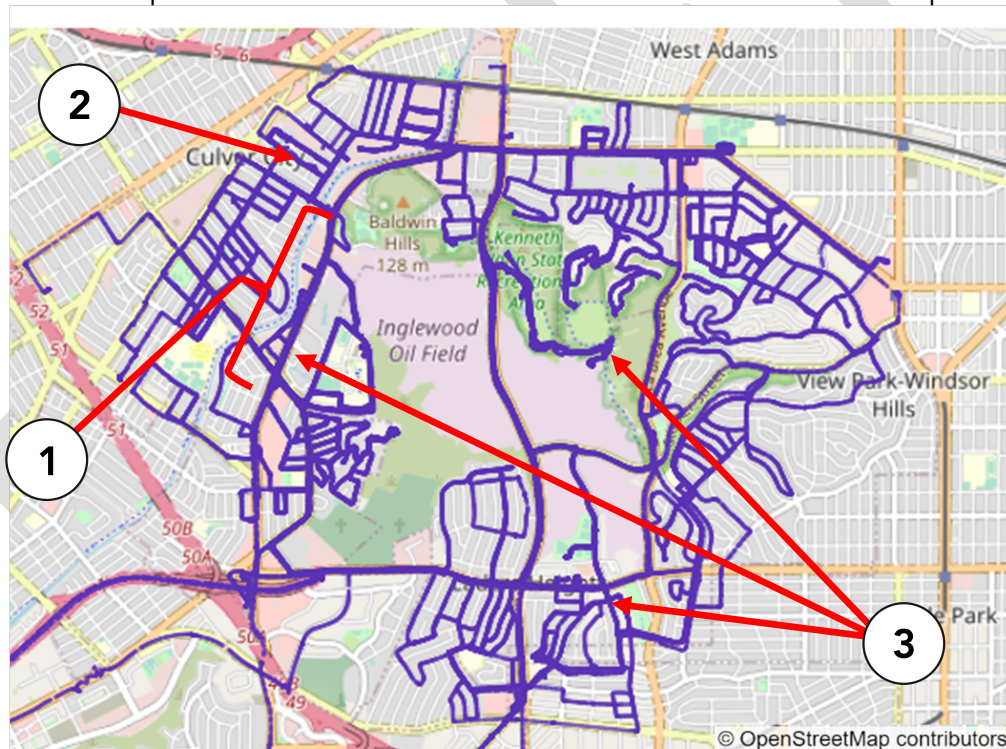 West Adams
5
6
2
Culver City
Baldwin
Hills
128 m
Kenneth
Hahn State
Recreation
Area
52
51
Inglewood
Oil Field
View Park-Windsor
Hills
1
51
50B
50A
3
e Park
50
49
© OpenStreetMap contributors